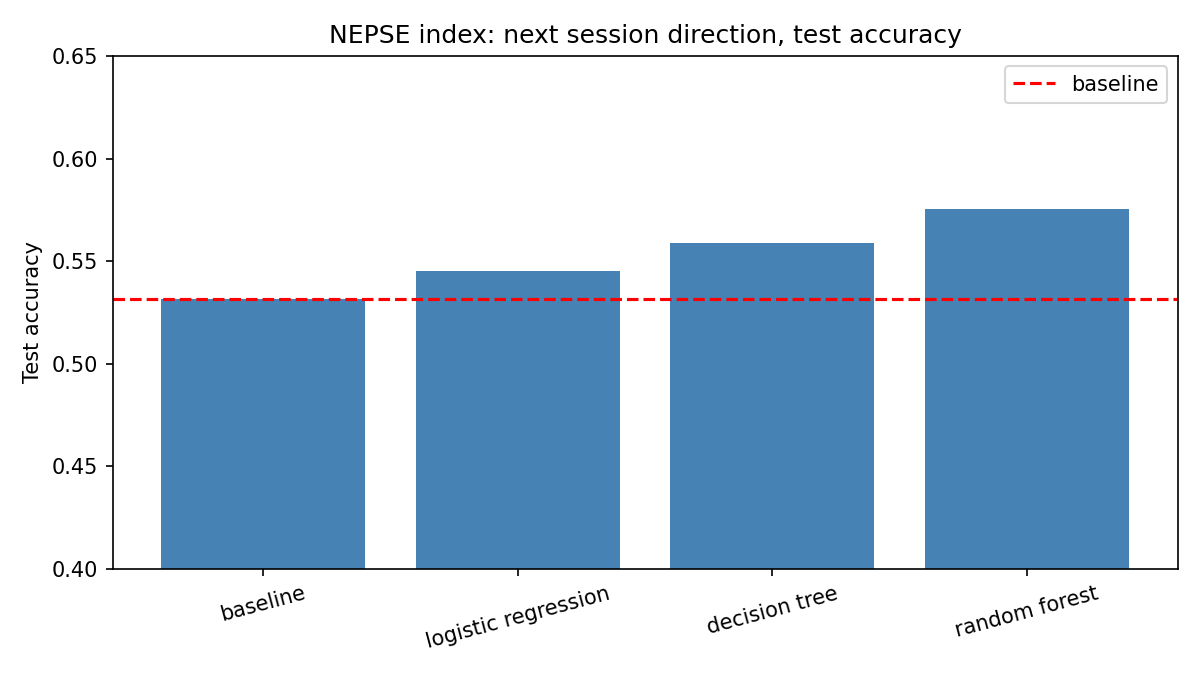 NEPSE index: next session direction, test accuracy
baseline
Test accuracy
0.65
0.60
0.55
0.50
0.45
0.40
baseline
logistic regression
decision tree
random forest